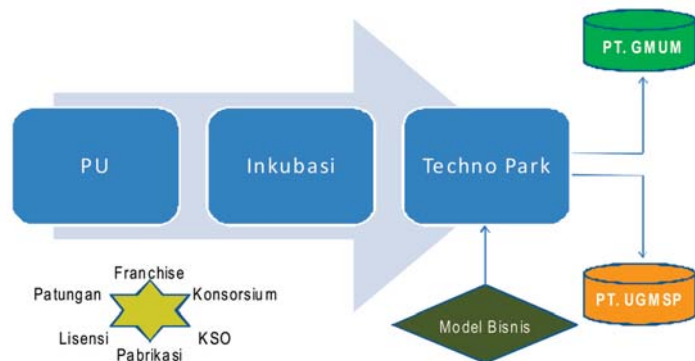 PT. GMUM
PU
Inkubasi
Techno Park
Franchise
Patungan
Konsorsium
Lisensi
KSO
Pabrikasi
Model Bisnis
PT. UGMSP